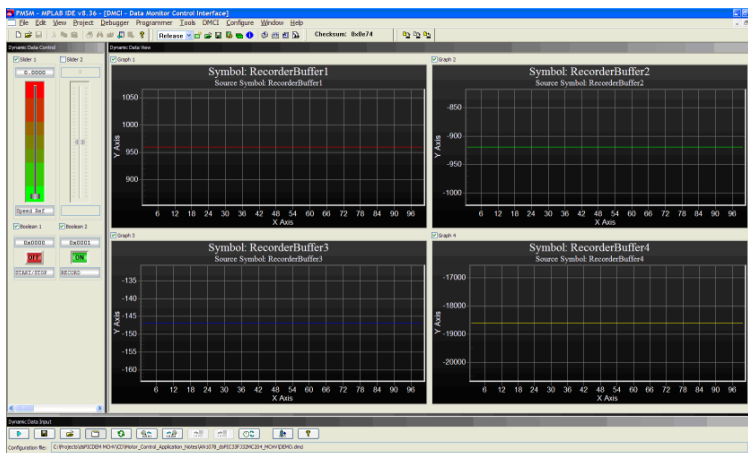 PMSM - MPLAB IDE v8.36 - [DMCI - Data Monitor Control Interface]
File Edit View Project Debugger Programmer Tools DMCI Configure Window Help
Release Checksum: 0x8e74
Dynamic Data Control
Slider 1 Slider 2
0.0000 0
Speed Ref
Boolean 1 Boolean 2
0x0000 0x0001
OFF ON
START/STOP RECORD
Dynamic Data View
Graph 1
Symbol: RecorderBuffer1
Source Symbol: RecorderBuffer1
1050
1000
950
900
Y Axis
6 12 18 24 30 36 42 48 54 60 66 72 78 84 90 96
X Axis
Graph 2
Symbol: RecorderBuffer2
Source Symbol: RecorderBuffer2
-850
-900
-950
-1000
Y Axis
6 12 18 24 30 36 42 48 54 60 66 72 78 84 90 96
X Axis
Graph 3
Symbol: RecorderBuffer3
Source Symbol: RecorderBuffer3
-135
-140
-145
-150
-155
-160
Y Axis
6 12 18 24 30 36 42 48 54 60 66 72 78 84 90 96
X Axis
Graph 4
Symbol: RecorderBuffer4
Source Symbol: RecorderBuffer4
-17000
-18000
-19000
-20000
Y Axis
6 12 18 24 30 36 42 48 54 60 66 72 78 84 90 96
X Axis
Dynamic Data Input
Configuration file: